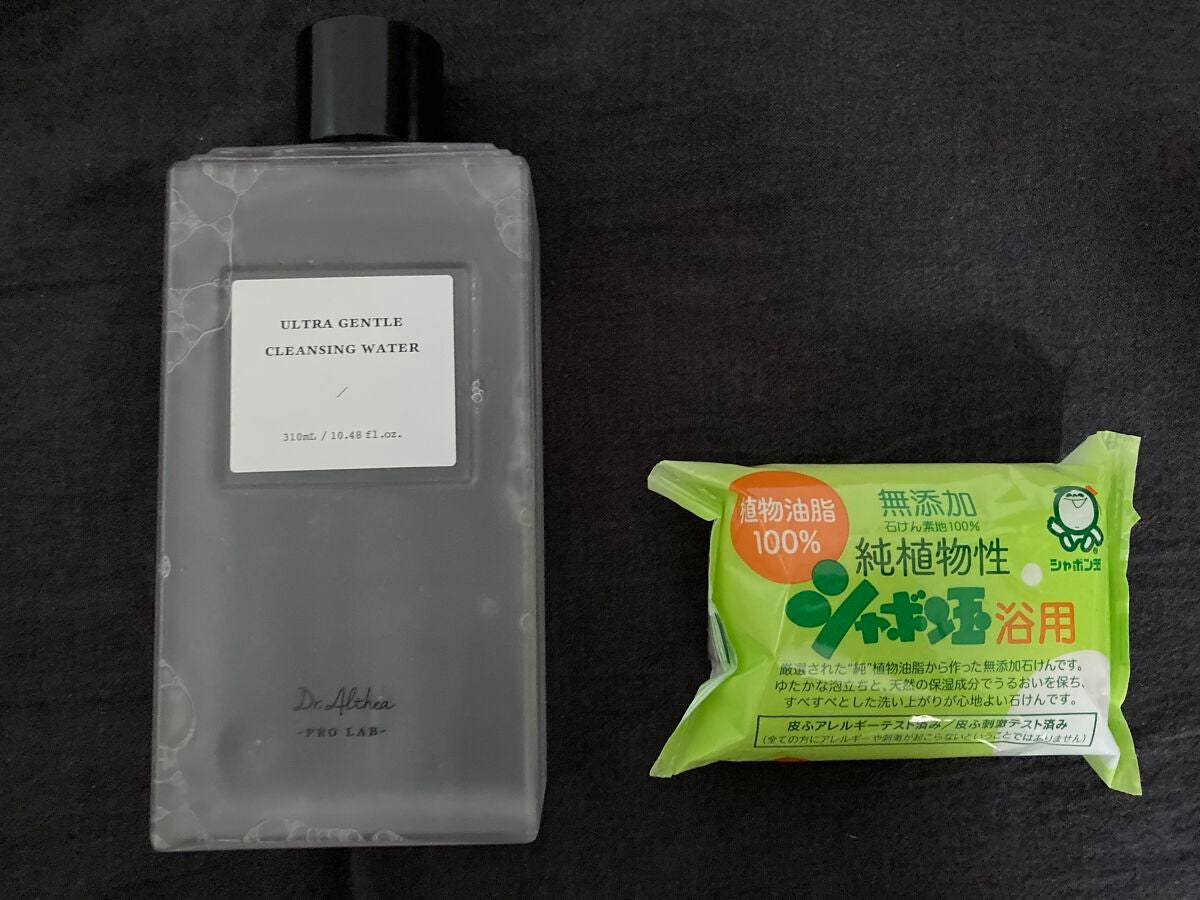 ULTRA GENTLE
CLEANSING WATER
/
310mL / 10.48 fl.oz.
Dr. Althea
-PRO LAB-
植物油脂
100%
無添加
石けん素地100%
純植物性
シャボン玉
浴用
シャボン玉
厳選された“純”植物油脂から作った無添加石けんです。
ゆたかな泡立ちと、天然の保湿成分でうるおいを保ち、
すべすべとした洗い上がりが心地よい石けんです。
皮ふアレルギーテスト済み／皮ふ刺激テスト済み
(全ての方にアレルギーや刺激が起こらないということではありません)